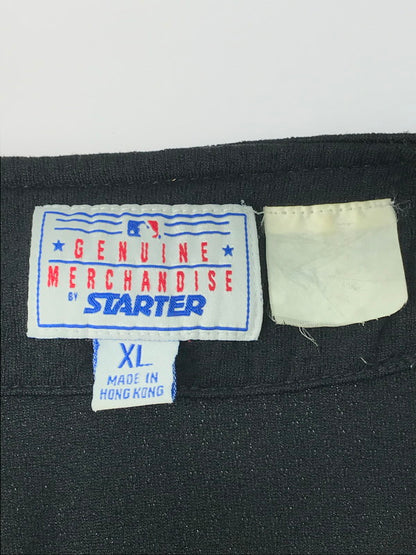 GENUINE
MERCHANDISE
BY STARTER
XL
MADE IN
HONG KONG